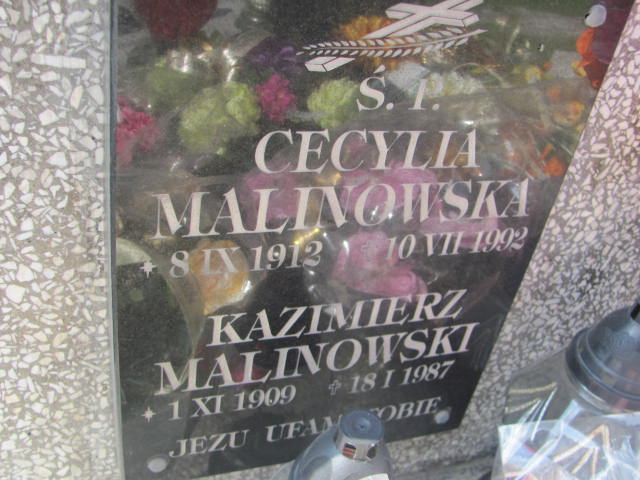 Ś. P.
CECYLIA
MALINOWSKA
* 8 IX 1912 ✝ 10 VII 1992
KAZIMIERZ
MALINOWSKI
* 1 XI 1909 ✝ 18 I 1987
JEZU UFAM TOBIE